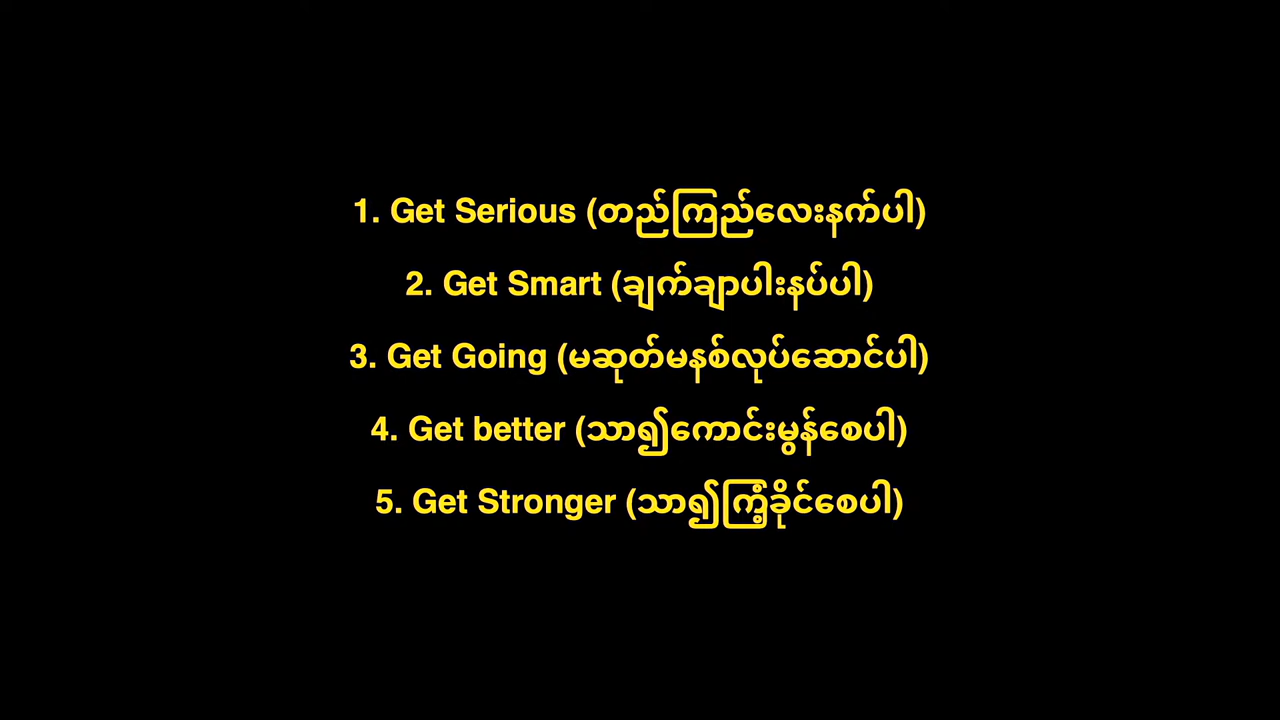 1. Get Serious (တည်ကြည်လေးနက်ပါ)
2. Get Smart (ချက်ချာပါးနပ်ပါ)
3. Get Going (မဆုတ်မနစ်လုပ်ဆောင်ပါ)
4. Get better (သာ၍ကောင်းမွန်စေပါ)
5. Get Stronger (သာ၍ကြံ့ခိုင်စေပါ)